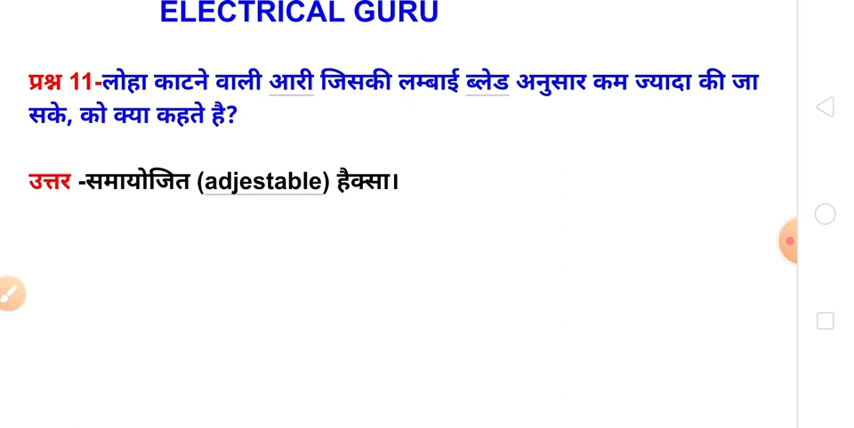 ELECTRICAL GURU
प्रश्न 11-लोहा काटने वाली आरी जिसकी लम्बाई ब्लेड अनुसार कम ज्यादा की जा
सके, को क्या कहते है?
उत्तर -समायोजित (adjestable) हैक्सा।